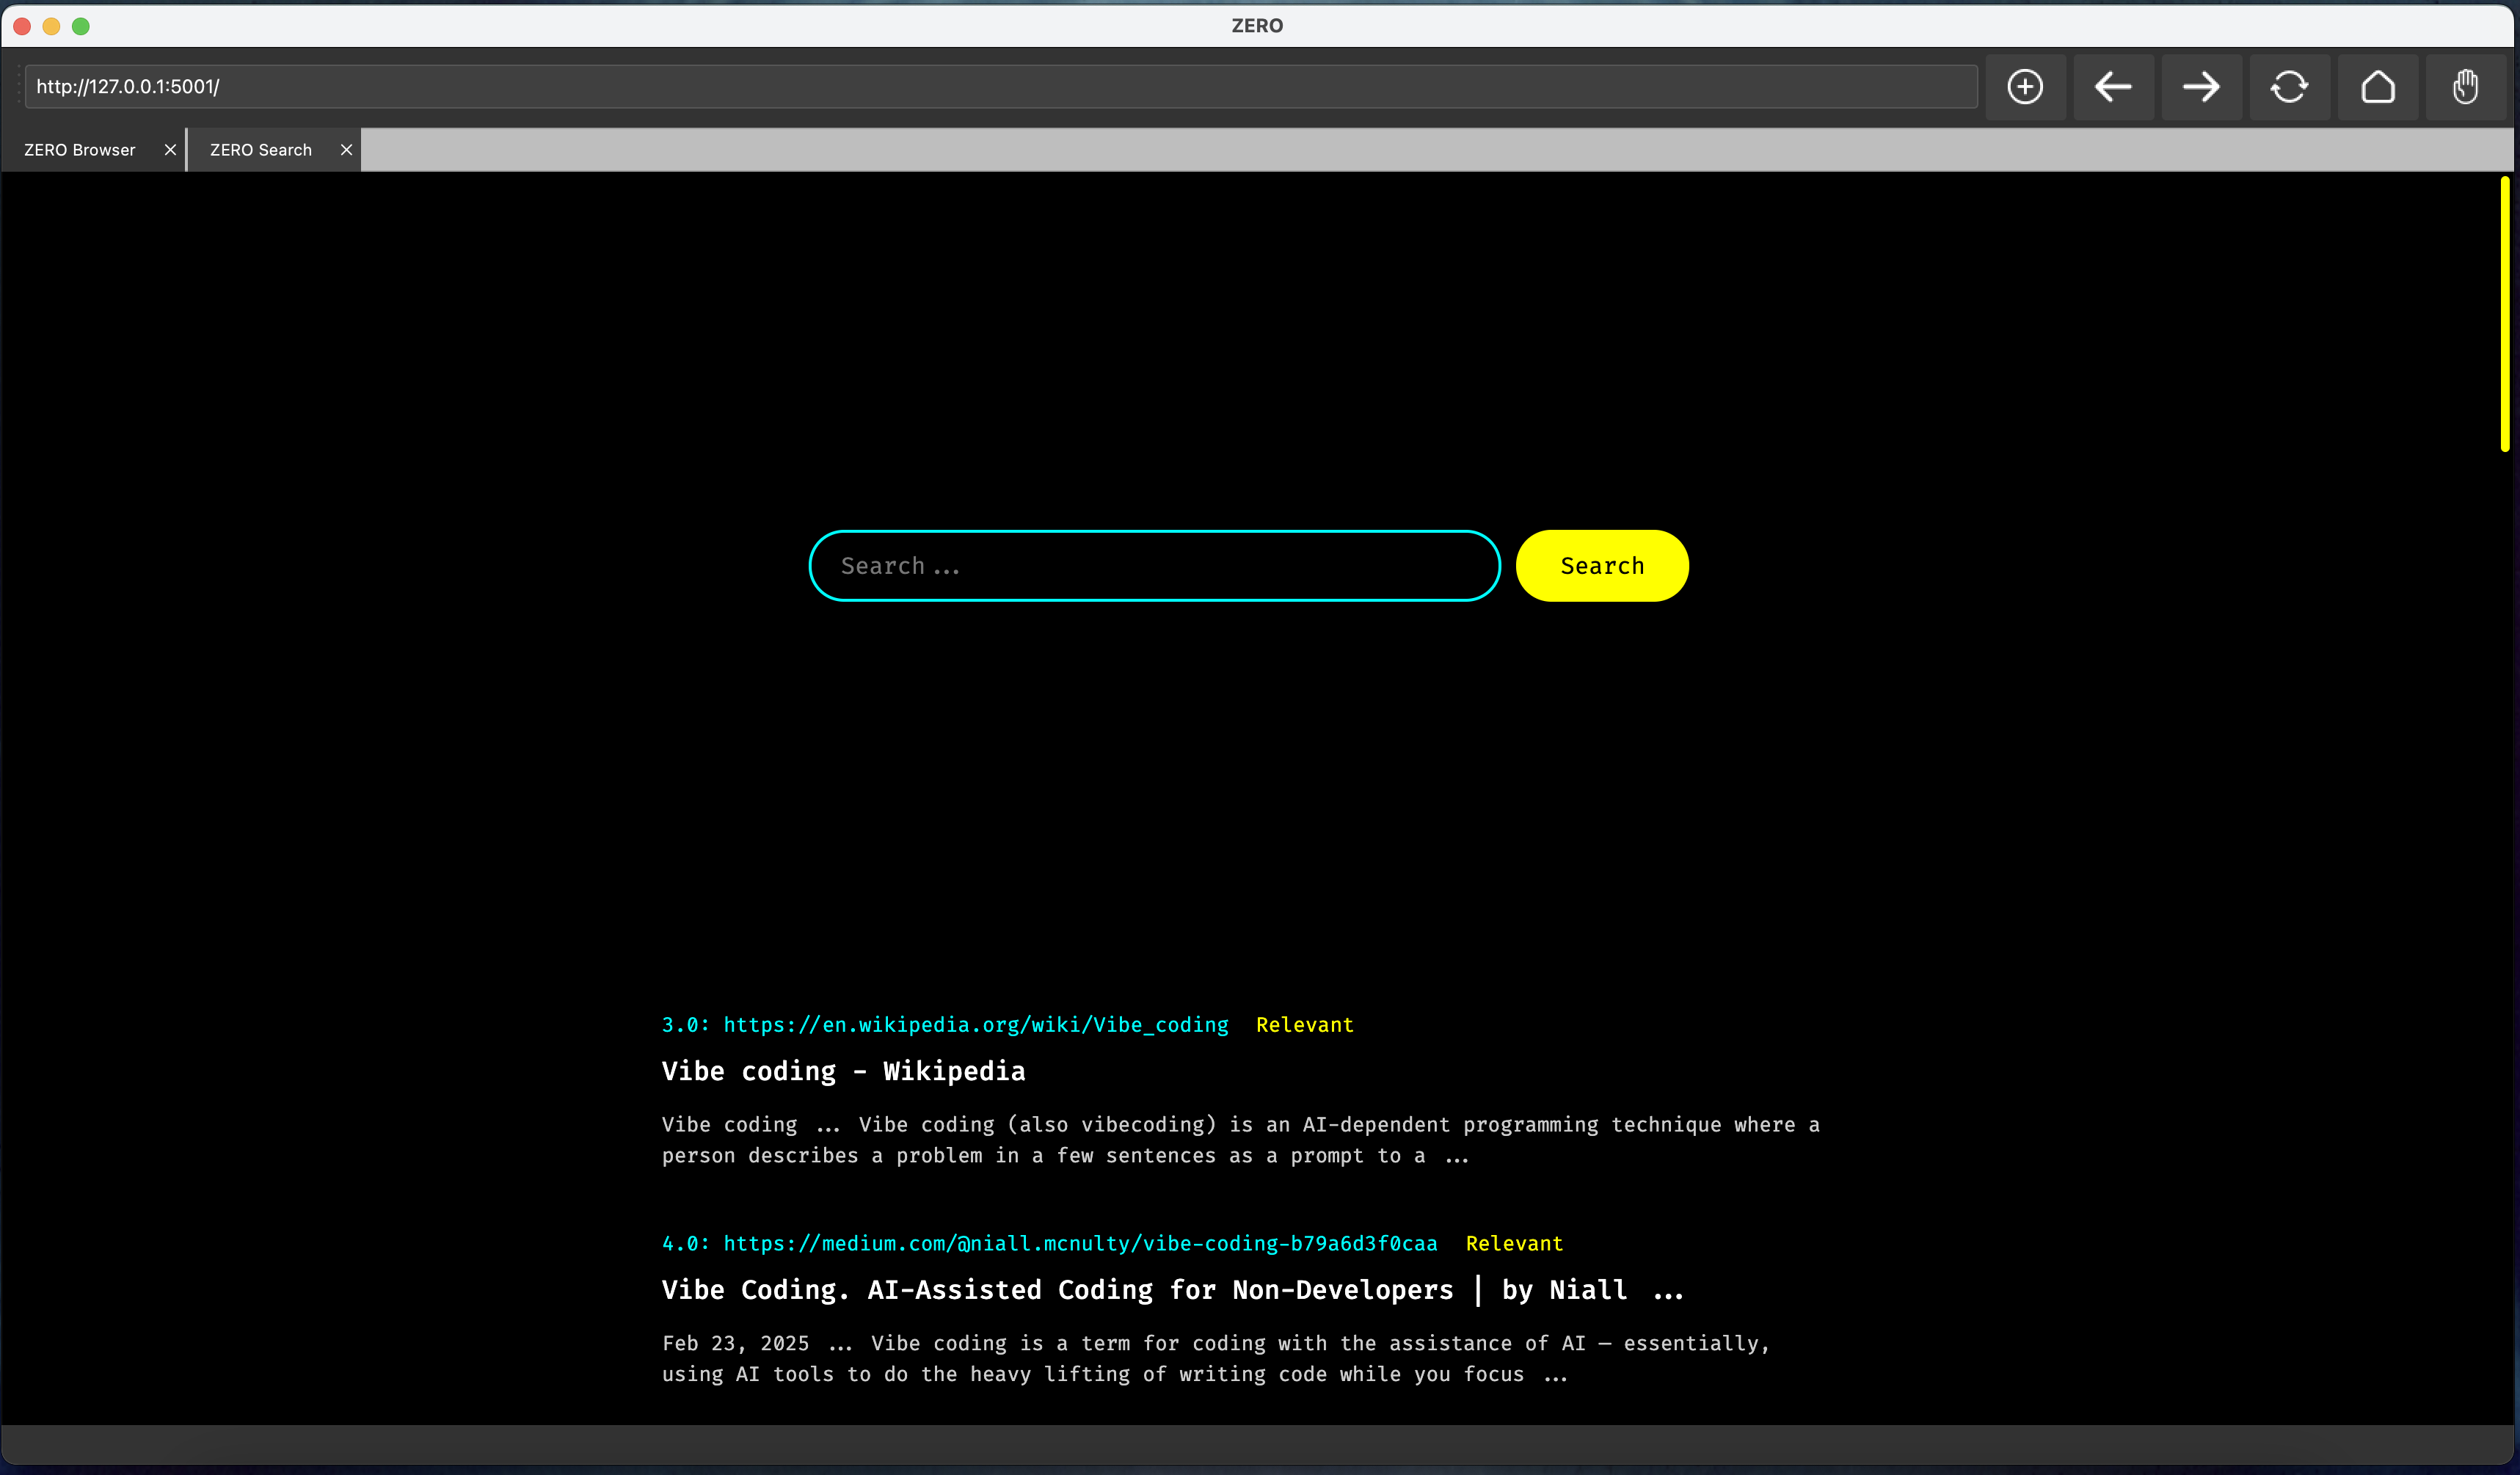 ZERO
http://127.0.0.1:5001/
ZERO Browser
ZERO Search
Search...
Search
3.0: https://en.wikipedia.org/wiki/Vibe_coding Relevant
Vibe coding - Wikipedia
Vibe coding ... Vibe coding (also vibecoding) is an AI-dependent programming technique where a
person describes a problem in a few sentences as a prompt to a ...
4.0: https://medium.com/@niall.mcnulty/vibe-coding-b79a6d3f0caa Relevant
Vibe Coding. AI-Assisted Coding for Non-Developers | by Niall ...
Feb 23, 2025 ... Vibe coding is a term for coding with the assistance of AI — essentially,
using AI tools to do the heavy lifting of writing code while you focus ...